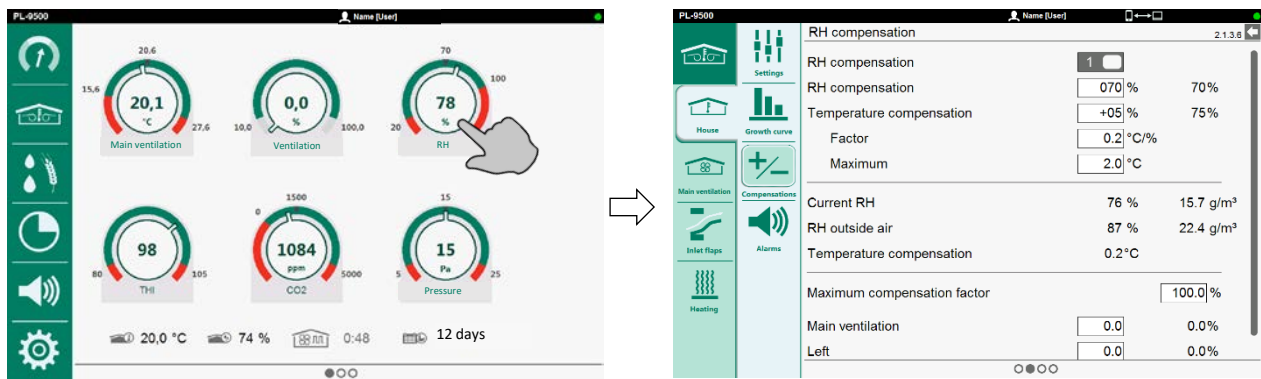 PL-9500
Name [User]
20,6
15,6
27,6
20,1
°C
Main ventilation
0,0
%
10,0
100,0
Ventilation
70
100
20
78
%
RH
98
80
105
THI
1500
0
5000
1084
ppm
CO2
15
5
25
15
Pa
Pressure
20,0 °C
74 %
0:48
12 days
PL-9500
Name [User]
RH compensation
2.1.3.6
Settings
House
Growth curve
Main ventilation
Compensations
Inlet flaps
Alarms
Heating
RH compensation 1
RH compensation 070 % 70%
Temperature compensation +05 % 75%
Factor 0.2 °C/%
Maximum 2.0 °C
Current RH 76 % 15.7 g/m³
RH outside air 87 % 22.4 g/m³
Temperature compensation 0.2°C
Maximum compensation factor 100.0 %
Main ventilation 0.0 0.0%
Left 0.0 0.0%